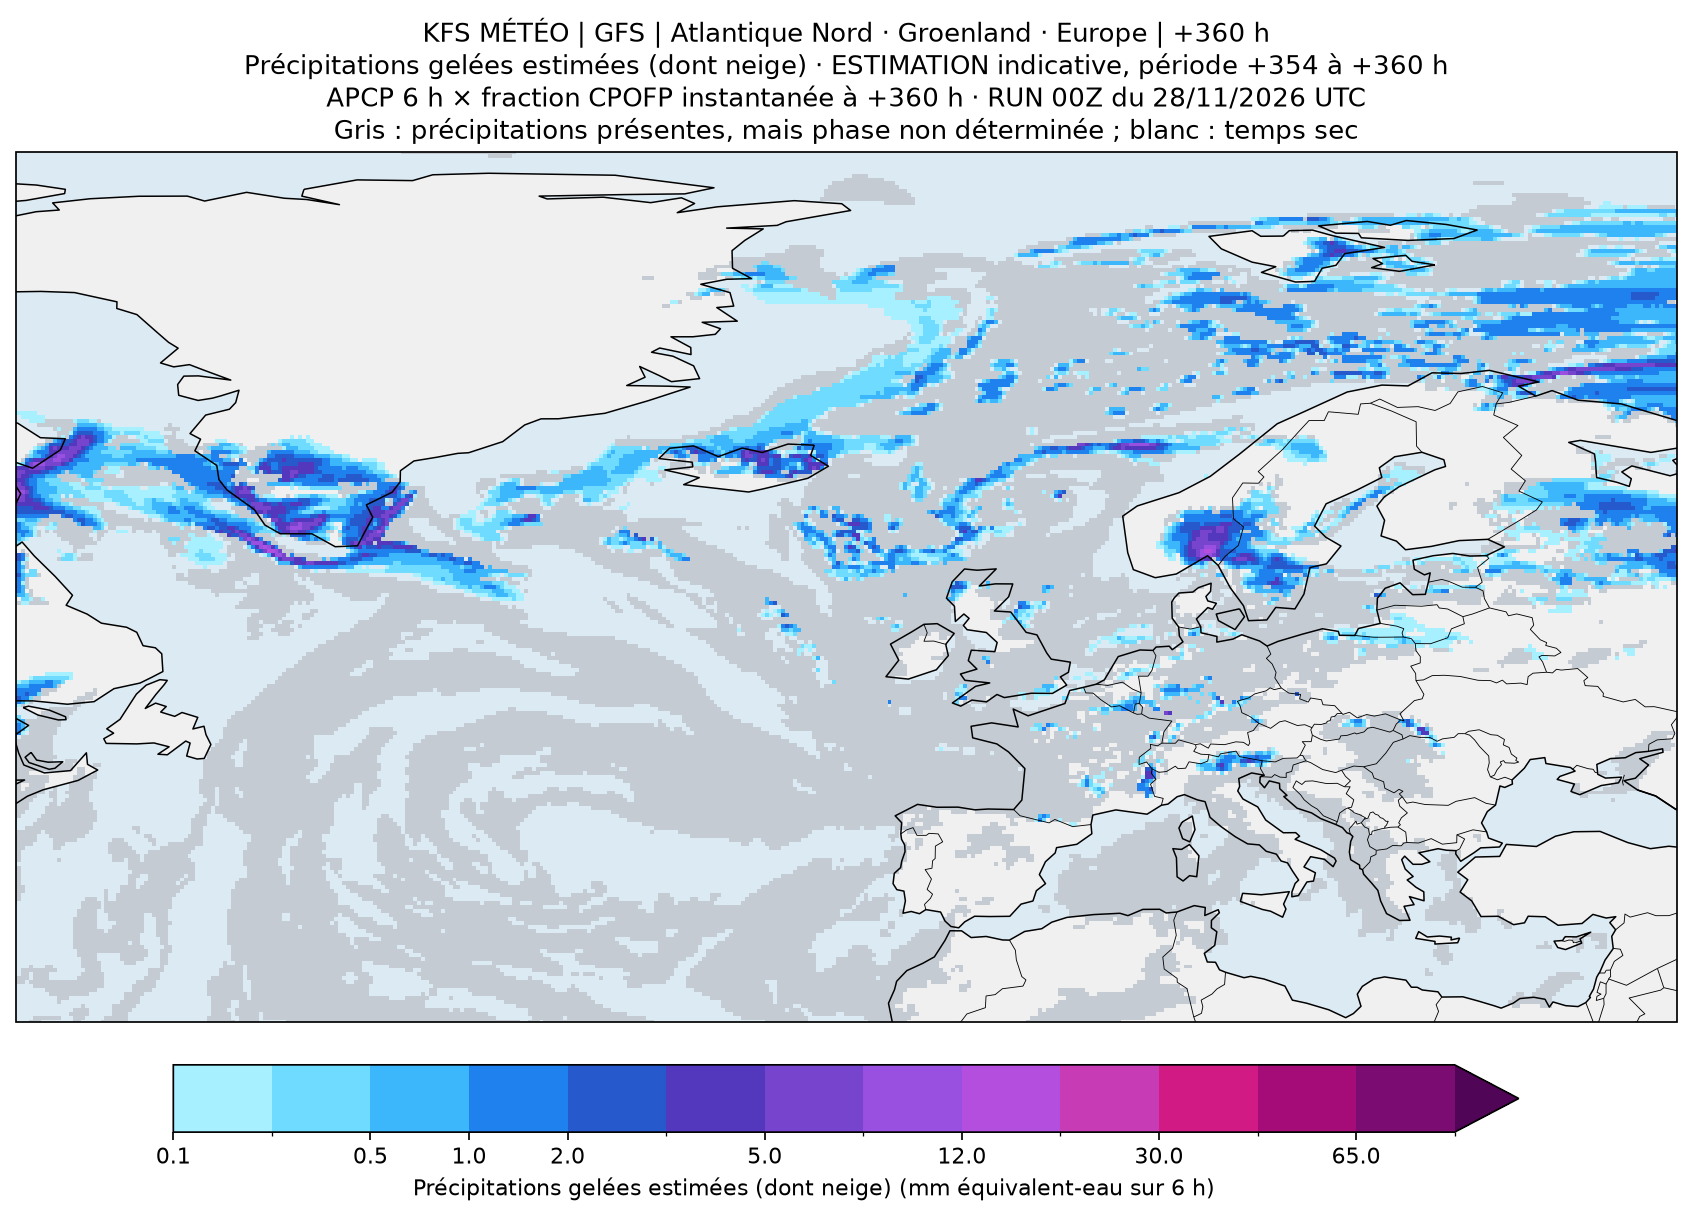 KFS MÉTÉO | GFS | Atlantique Nord · Groenland · Europe | +360 h
Précipitations gelées estimées (dont neige) · ESTIMATION indicative, période +354 à +360 h
APCP 6 h × fraction CPOFP instantanée à +360 h · RUN 00Z du 28/11/2026 UTC
Gris : précipitations présentes, mais phase non déterminée ; blanc : temps sec
0.1 0.5 1.0 2.0 5.0 12.0 30.0 65.0
Précipitations gelées estimées (dont neige) (mm équivalent-eau sur 6 h)